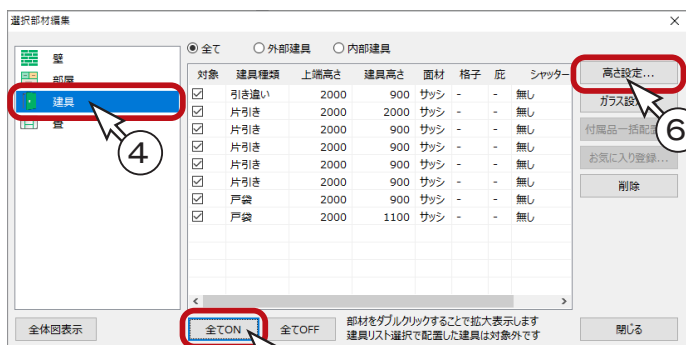 選択部材編集
壁
部屋
建具
畳
全て 外部建具 内部建具
対象 建具種類 上端高さ 建具高さ 面材 格子 庇 シャッター
引き違い 2000 900 サッシ - - 無し
片引き 2000 2000 サッシ - - 無し
片引き 2000 900 サッシ - - 無し
片引き 2000 900 サッシ - - 無し
片引き 2000 900 サッシ - - 無し
片引き 2000 900 サッシ - - 無し
戸袋 2000 900 サッシ - - 無し
戸袋 2000 1100 サッシ - - 無し
高さ設定...
ガラス設
付属品一括配
お気に入り登録...
削除
4
6
全体図表示
全てON
全てOFF
部材をダブルクリックすることで拡大表示します
建具リスト選択で配置した建具は対象外です
閉じる